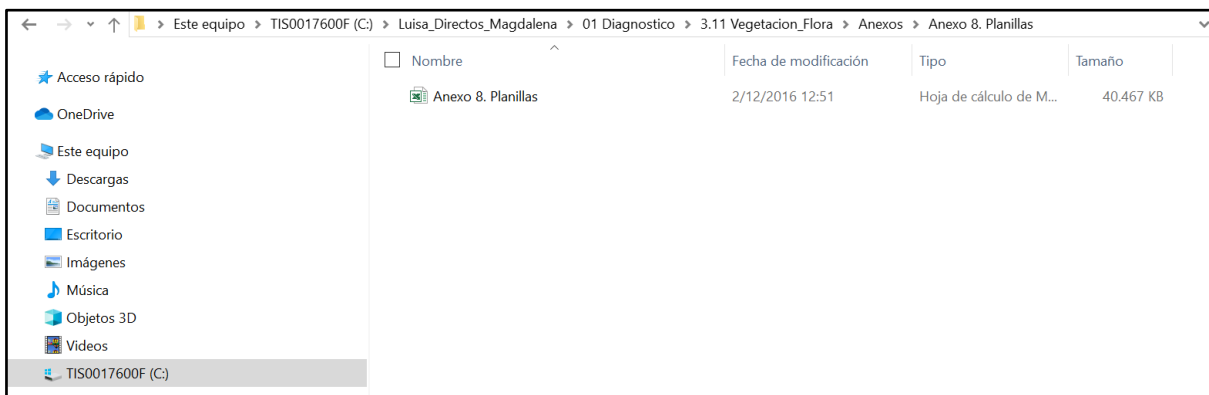 Este equipo > TIS0017600F (C:) > Luisa_Directos_Magdalena > 01 Diagnostico > 3.11 Vegetacion_Flora > Anexos > Anexo 8. Planillas
Nombre Fecha de modificación Tipo Tamaño
Acceso rápido
Anexo 8. Planillas 2/12/2016 12:51 Hoja de cálculo de M... 40.467 KB
OneDrive
Este equipo
Descargas
Documentos
Escritorio
Imágenes
Música
Objetos 3D
Videos
TIS0017600F (C:)